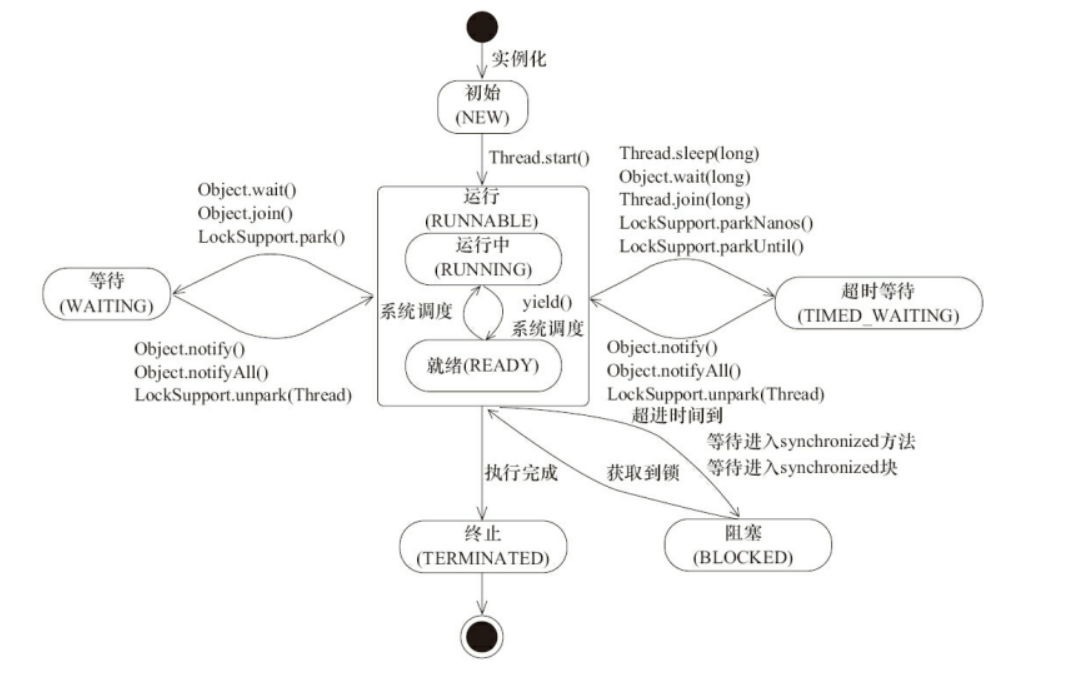 实例化
初始
(NEW)
Thread.start()
Object.wait()
Object.join()
LockSupport.park()
Thread.sleep(long)
Object.wait(long)
Thread.join(long)
LockSupport.parkNanos()
LockSupport.parkUntil()
运行
(RUNNABLE)
运行中
(RUNNING)
等待
(WAITING)
超时等待
(TIMED_WAITING)
系统调度
yield()
系统调度
就绪(READY)
Object.notify()
Object.notifyAll()
LockSupport.unpark(Thread)
Object.notify()
Object.notifyAll()
LockSupport.unpark(Thread)
超进时间到
等待进入synchronized方法
等待进入synchronized块
执行完成
获取到锁
终止
(TERMINATED)
阻塞
(BLOCKED)